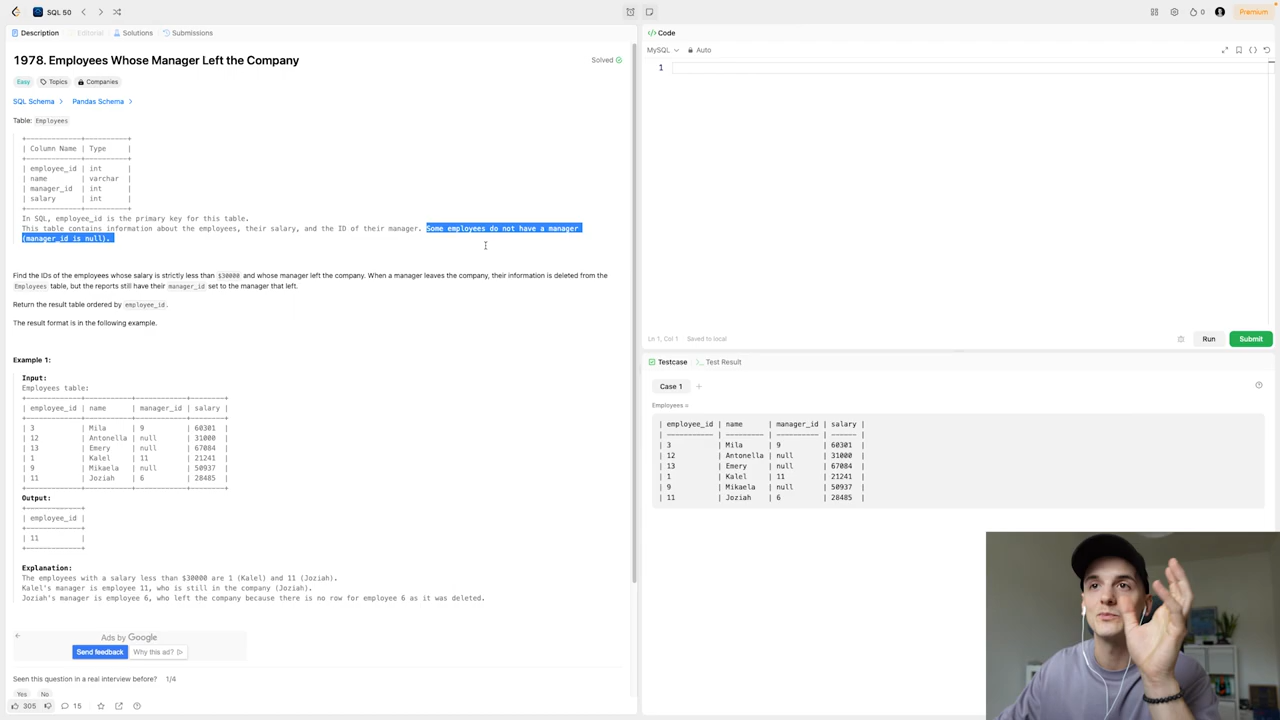 SQL 50
Premium
Description
Editorial
Solutions
Submissions
1978. Employees Whose Manager Left the Company
Solved
Easy
Topics
Companies
SQL Schema >
Pandas Schema >
Table: Employees
+-------------+----------+
| Column Name | Type     |
+-------------+----------+
| employee_id | int      |
| name        | varchar  |
| manager_id  | int      |
| salary      | int      |
+-------------+----------+
In SQL, employee_id is the primary key for this table.
This table contains information about the employees, their salary, and the ID of their manager. Some employees do not have a manager
(manager_id is null).
Find the IDs of the employees whose salary is strictly less than $30000 and whose manager left the company. When a manager leaves the company, their information is deleted from the
Employees table, but the reports still have their manager_id set to the manager that left.
Return the result table ordered by employee_id.
The result format is in the following example.
Example 1:
Input:
Employees table:
+-------------+-----------+------------+--------+
| employee_id | name      | manager_id | salary |
+-------------+-----------+------------+--------+
| 3           | Mila      | 9          | 60301  |
| 12          | Antonella | null       | 31000  |
| 13          | Emery     | null       | 67084  |
| 1           | Kalel     | 11         | 21241  |
| 9           | Mikaela   | null       | 50937  |
| 11          | Joziah    | 6          | 28485  |
+-------------+-----------+------------+--------+
Output:
+-------------+
| employee_id |
+-------------+
| 11          |
+-------------+
Explanation:
The employees with a salary less than $30000 are 1 (Kalel) and 11 (Joziah).
Kalel's manager is employee 11, who is still in the company (Joziah).
Joziah's manager is employee 6, who left the company because there is no row for employee 6 as it was deleted.
Ads by Google
Send feedback
Why this ad?
Seen this question in a real interview before? 1/4
Yes
No
305
15
0
</> Code
MySQL
Auto
1
Ln 1, Col 1
Saved to local
Run
Submit
Testcase
>_ Test Result
Case 1
+
Employees =
| employee_id | name      | manager_id | salary |
| ----------- | --------- | ---------- | ------ |
| 3           | Mila      | 9          | 60301  |
| 12          | Antonella | null       | 31000  |
| 13          | Emery     | null       | 67084  |
| 1           | Kalel     | 11         | 21241  |
| 9           | Mikaela   | null       | 50937  |
| 11          | Joziah    | 6          | 28485  |